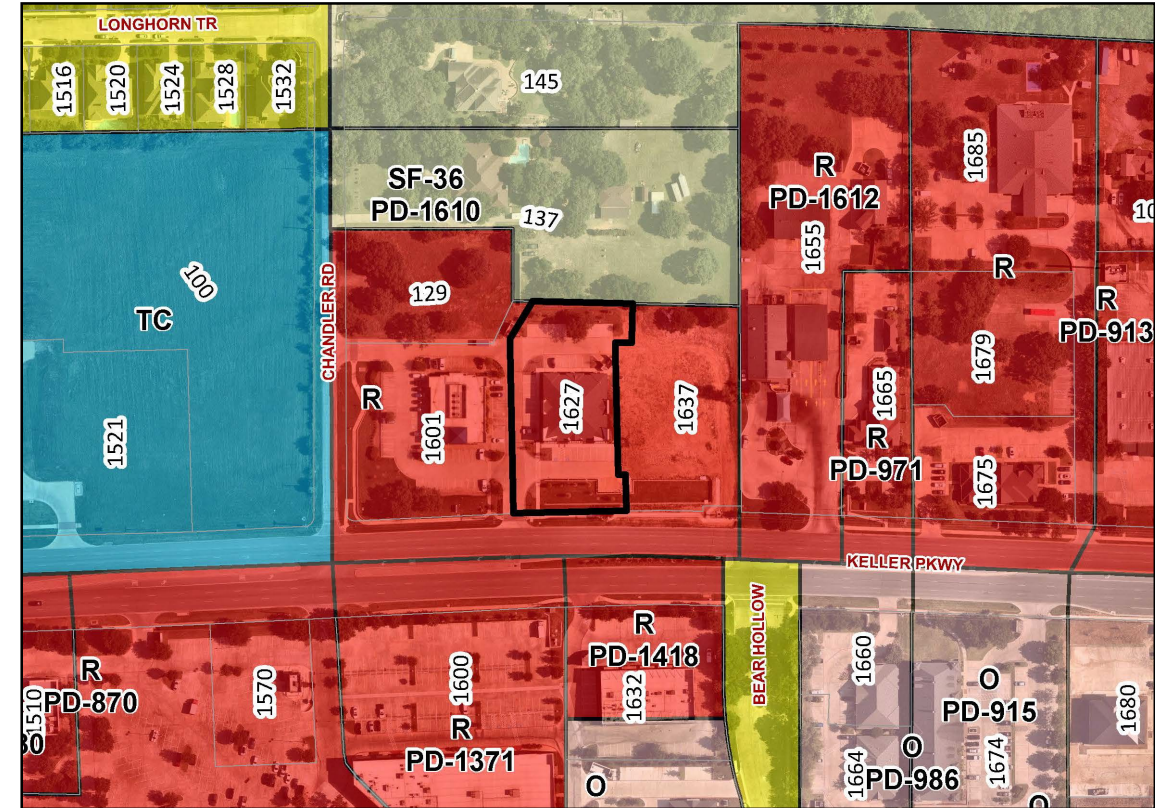 LONGHORN TR
1516
1520
1524
1528
1532
145
SF-36
PD-1610
137
R
PD-1612
1685
1655
R
10
100
TC
CHANDLER RD
129
R
PD-913
1679
1665
R
1601
1627
1637
1521
R
PD-971
1675
KELLER PKWY
BEAR HOLLOW
R
PD-870
1510
80
1570
1600
R
PD-1371
R
PD-1418
1632
O
1660
1664
O
PD-986
O
PD-915
1674
1680
O